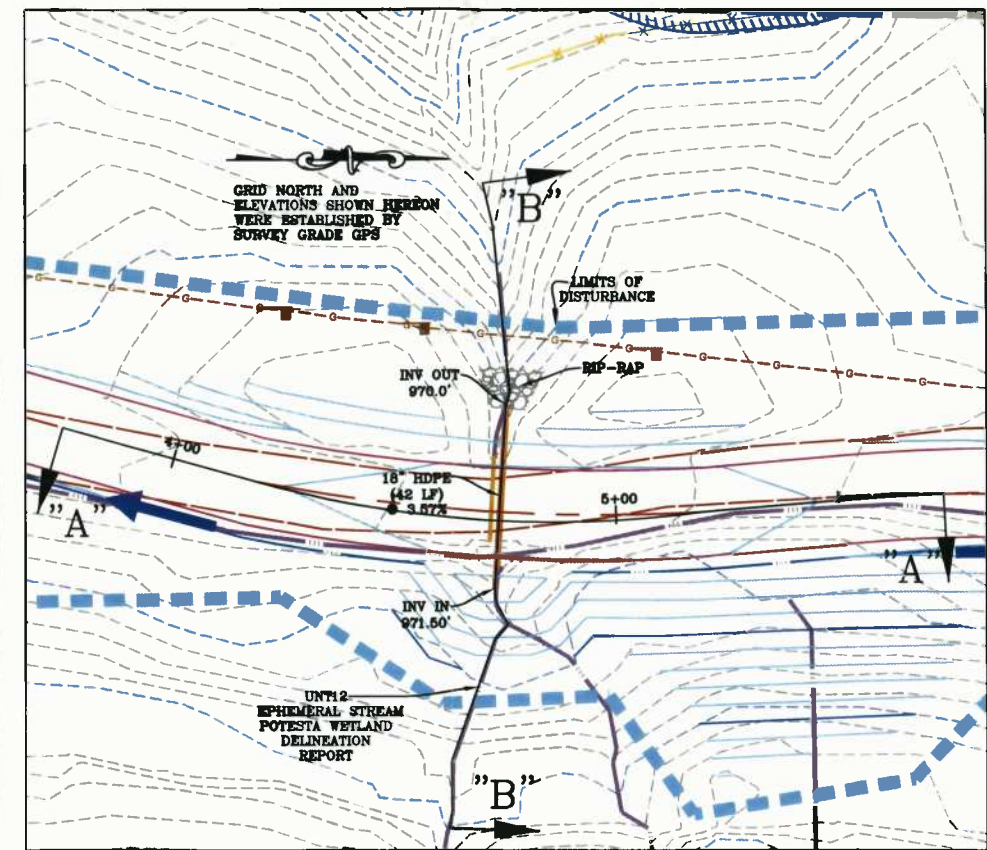 GRID NORTH AND
ELEVATIONS SHOWN HEREON
WERE ESTABLISHED BY
SURVEY GRADE GPS
"B"
LIMITS OF
DISTURBANCE
G G G G G G G G G G G
INV OUT
970.0'
RIP-RAP
4+00
18" HDPE
(42 LF)
@ 3.57%
5+00
"A"
"A"
INV IN
971.50'
UNT12
EPHEMERAL STREAM
POTESTA WETLAND
DELINEATION
REPORT
"B"